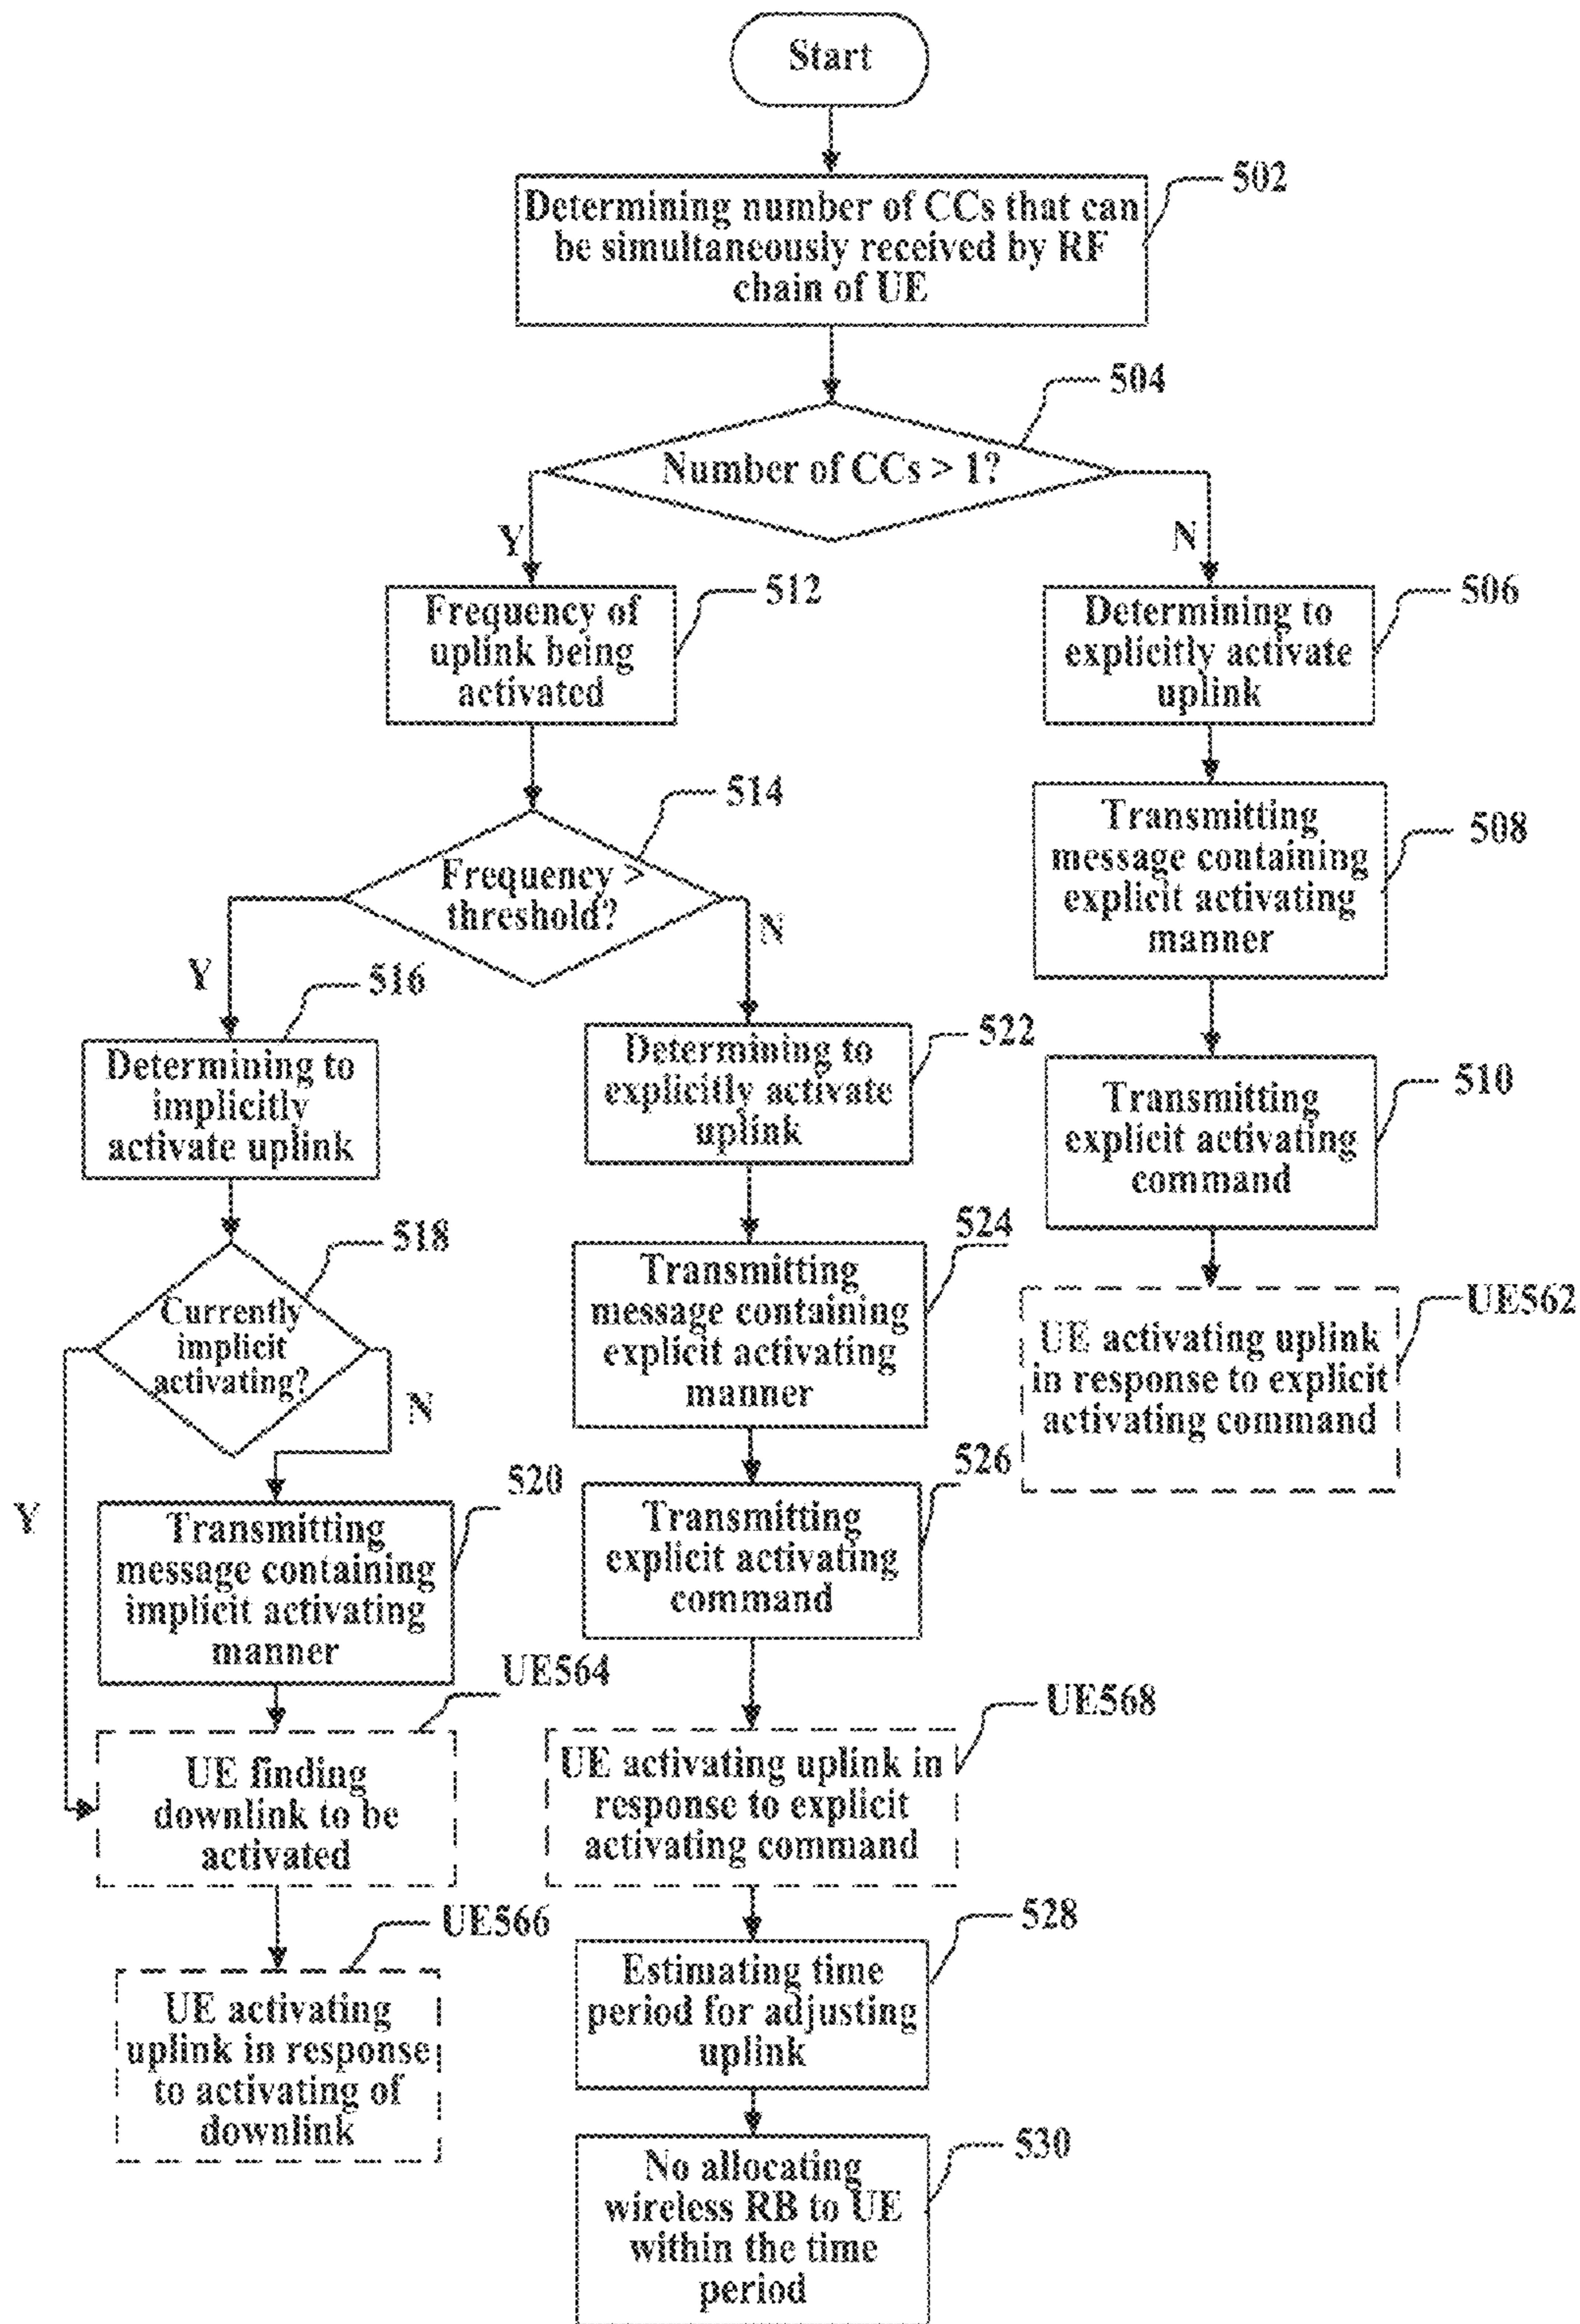 Start
502
Determining number of CCs that can
be simultaneously received by RF
chain of UE
504
Number of CCs > 1?
Y
N
512
Frequency of
uplink being
activated
506
Determining to
explicitly activate
uplink
514
Frequency >
threshold?
Y
N
508
Transmitting
message containing
explicit activating
manner
516
Determining to
implicitly
activate uplink
522
Determining to
explicitly activate
uplink
510
Transmitting
explicit activating
command
518
Currently
implicit
activating?
N
Y
524
Transmitting
message containing
explicit activating
manner
UE562
UE activating uplink
in response to explicit
activating command
520
Transmitting
message containing
implicit activating
manner
526
Transmitting
explicit activating
command
UE564
UE finding
downlink to be
activated
UE568
UE activating uplink in
response to explicit
activating command
UE566
UE activating
uplink in response
to activating of
downlink
528
Estimating time
period for adjusting
uplink
530
No allocating
wireless RB to UE
within the time
period